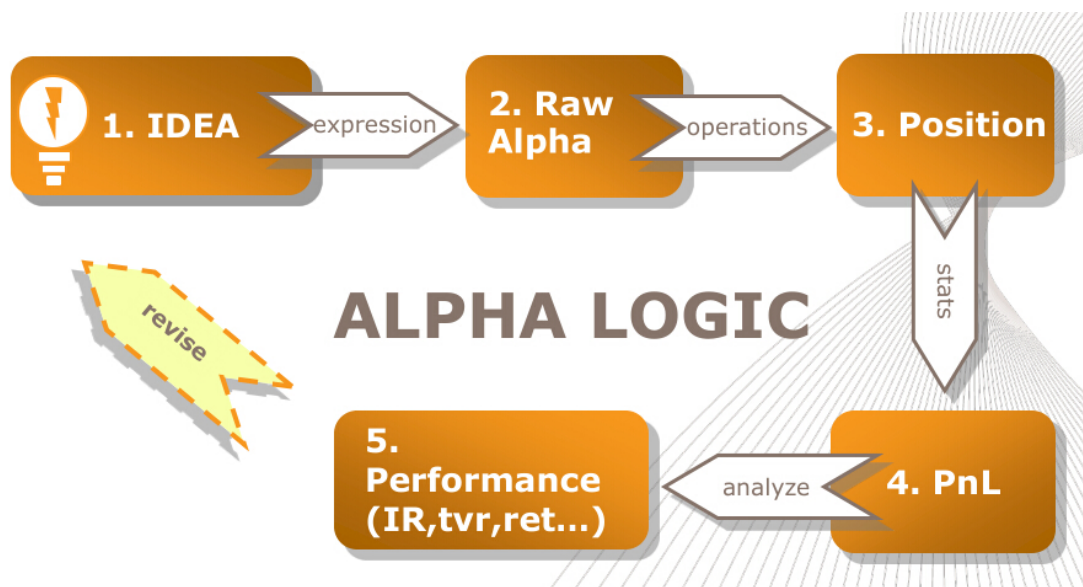 1. IDEA
expression
2. Raw
Alpha
operations
3. Position
stats
revise
ALPHA LOGIC
5.
Performance
(IR,tvr,ret...)
analyze
4. PnL